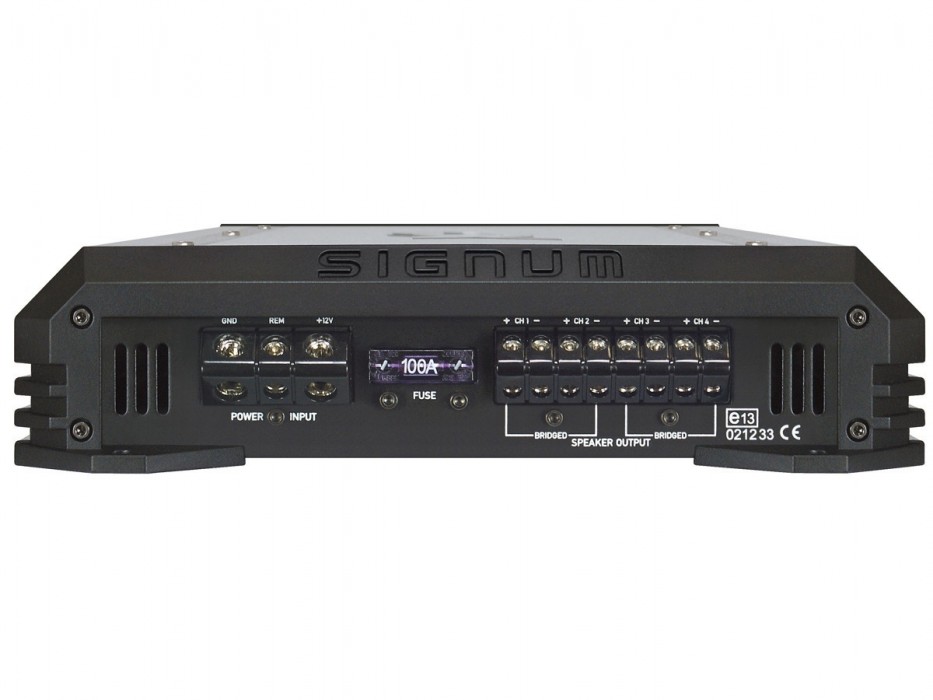 SIGNUM
GND REM +12V
+ CH 1 − + CH 2 − + CH 3 − + CH 4 −
100A
FUSE
POWER INPUT
BRIDGED BRIDGED
SPEAKER OUTPUT
e13
021233 CE